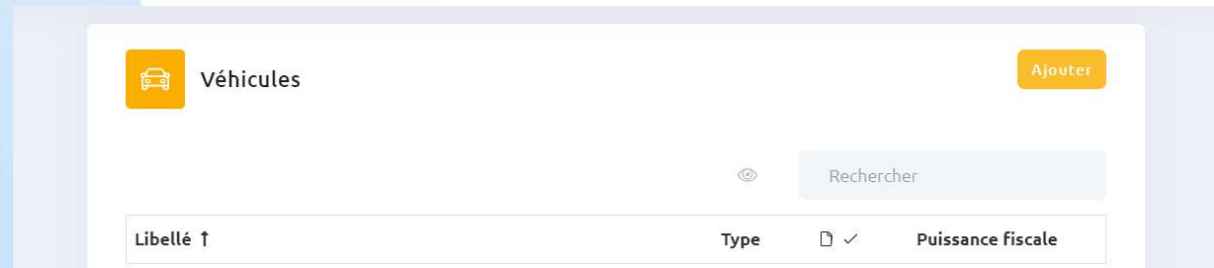 Véhicules
Ajouter
Rechercher
Libellé ↑ Type Puissance fiscale